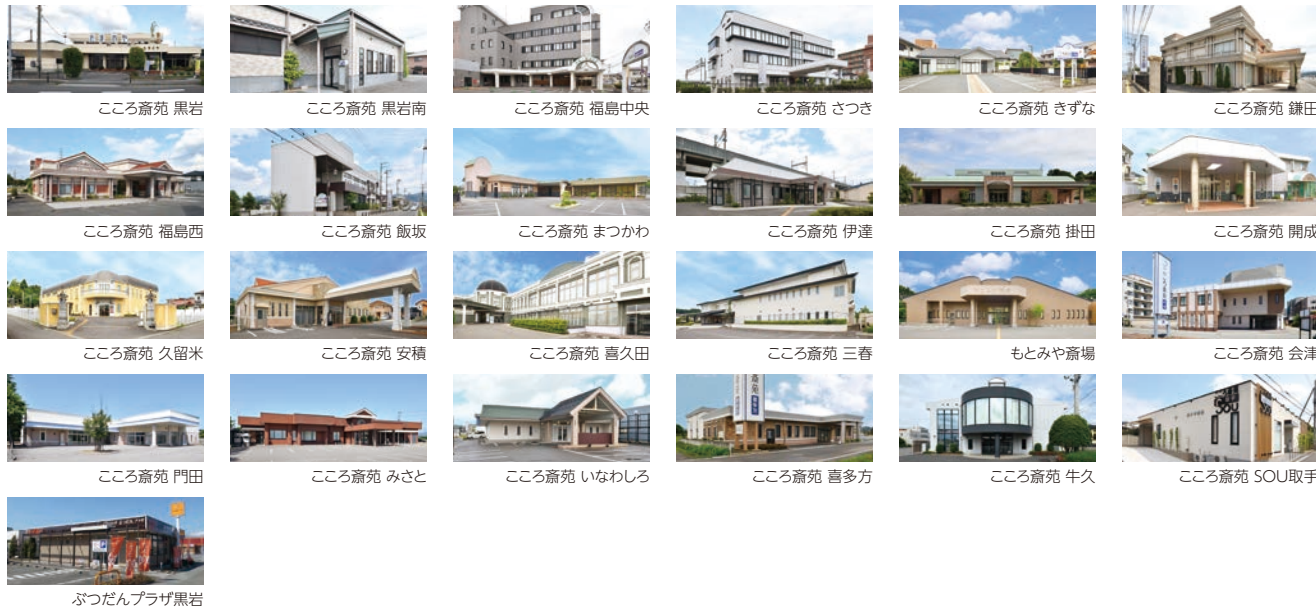 こころ斎苑 黒岩
こころ斎苑 黒岩南
こころ斎苑 福島中央
こころ斎苑 さつき
こころ斎苑 きずな
こころ斎苑 鎌田
こころ斎苑 福島西
こころ斎苑 飯坂
こころ斎苑 まつかわ
こころ斎苑 伊達
こころ斎苑 掛田
こころ斎苑 開成
こころ斎苑 久留米
こころ斎苑 安積
こころ斎苑 喜久田
こころ斎苑 三春
もとみや斎場
こころ斎苑 会津
こころ斎苑 門田
こころ斎苑 みさと
こころ斎苑 いなわしろ
こころ斎苑 喜多方
こころ斎苑 牛久
SOU
こころ斎苑 SOU取手
ぶつだんプラザ黒岩